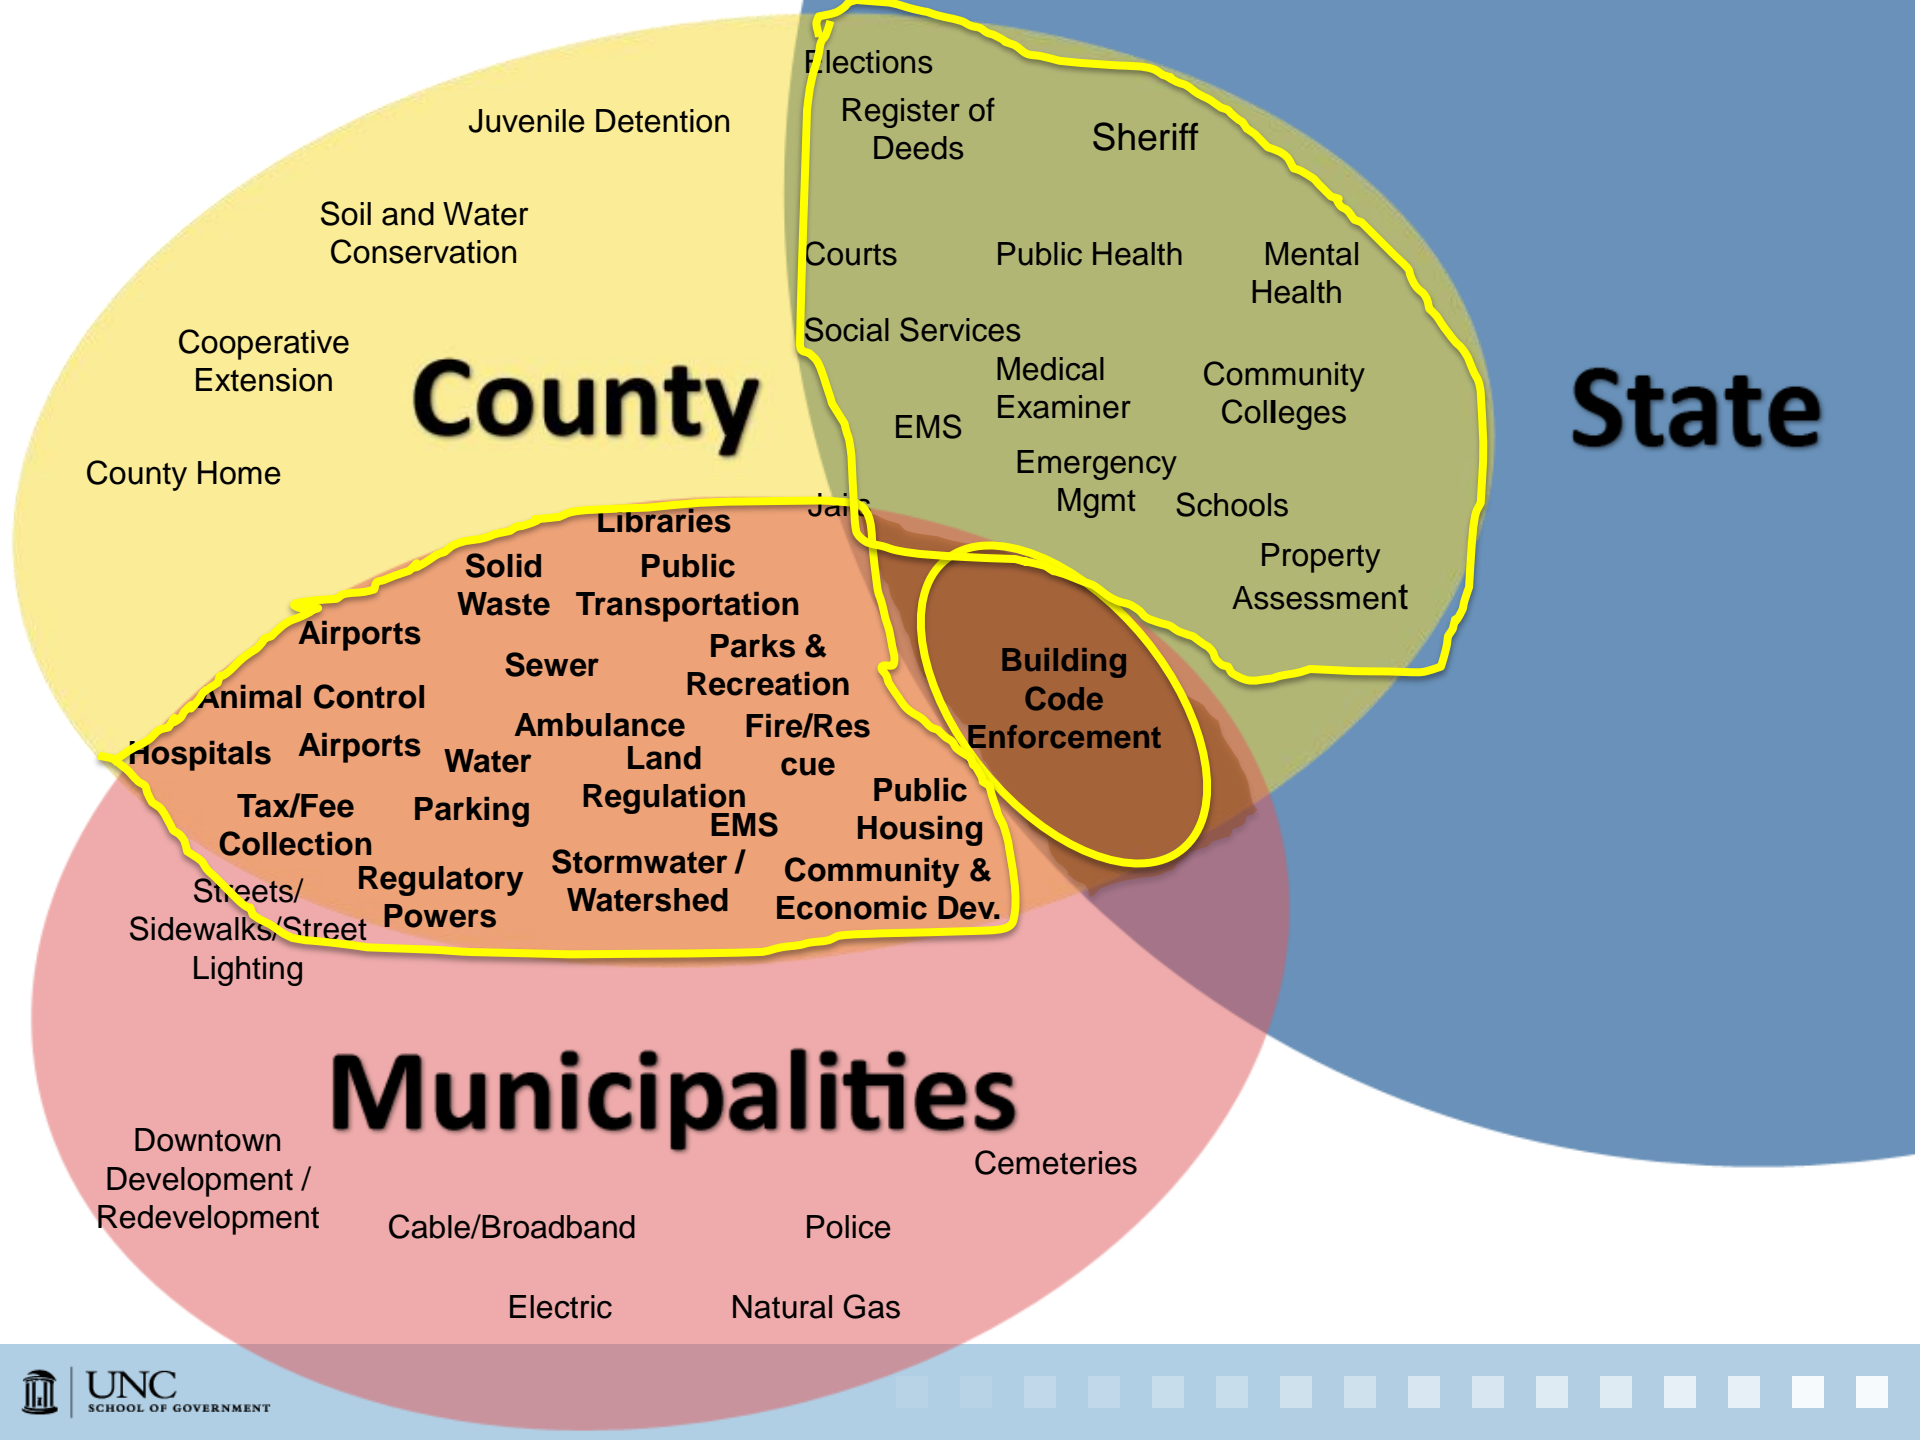 Elections
Register of
Deeds
Sheriff
Juvenile Detention
Soil and Water
Conservation
Courts
Public Health
Mental
Health
Social Services
Cooperative
Extension
County
Medical
Examiner
Community
Colleges
State
EMS
County Home
Emergency
Mgmt
Schools
Jails
Property
Assessment
Libraries
Solid
Waste
Public
Transportation
Airports
Sewer
Parks &
Recreation
Building
Code
Enforcement
Animal Control
Ambulance
Fire/Res
cue
Hospitals
Airports
Water
Land
Regulation
Tax/Fee
Collection
Parking
EMS
Public
Housing
Regulatory
Powers
Stormwater /
Watershed
Community &
Economic Dev.
Streets/
Sidewalks/Street
Lighting
Municipalities
Downtown
Development /
Redevelopment
Cemeteries
Cable/Broadband
Police
Electric
Natural Gas
UNC
SCHOOL OF GOVERNMENT